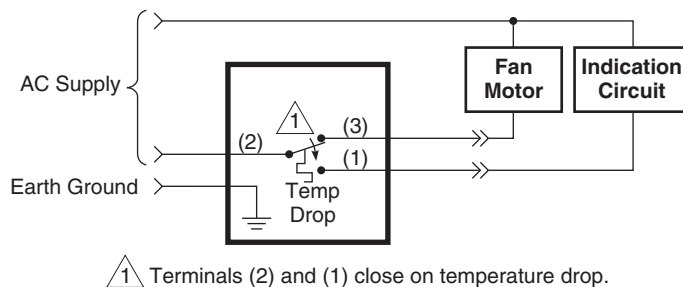 AC Supply
Earth Ground
Fan
Motor
Indication
Circuit
1
(2)
(3)
(1)
Temp
Drop
1 Terminals (2) and (1) close on temperature drop.